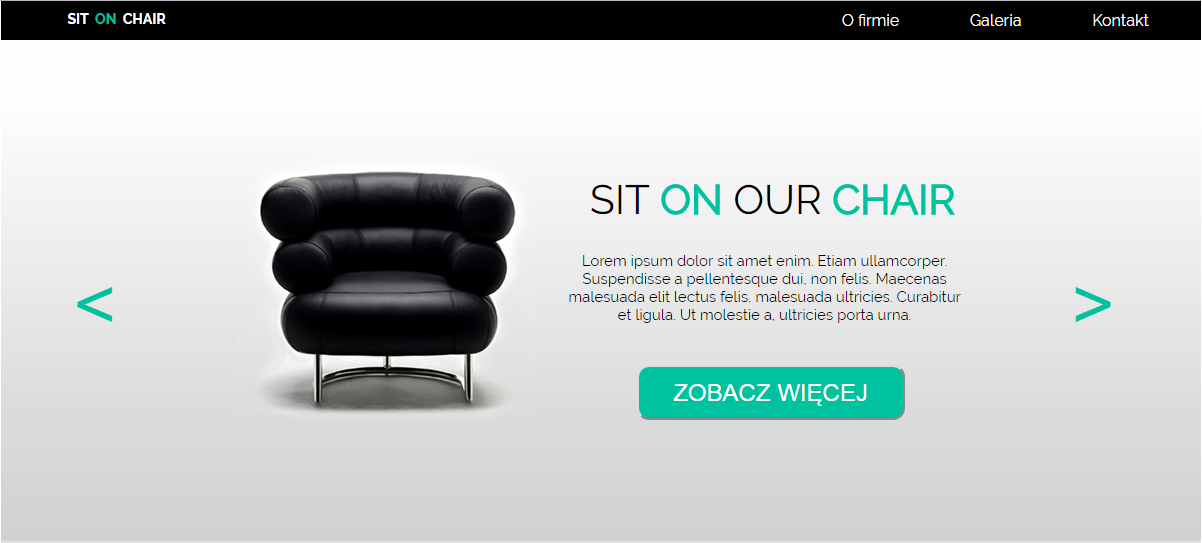 SIT ON CHAIR
O firmie
Galeria
Kontakt
SIT ON OUR CHAIR
Lorem ipsum dolor sit amet enim. Etiam ullamcorper.
Suspendisse a pellentesque dui, non felis. Maecenas
malesuada elit lectus felis, malesuada ultricies. Curabitur
et ligula. Ut molestie a, ultricies porta urna.
<
>
ZOBACZ WIĘCEJ